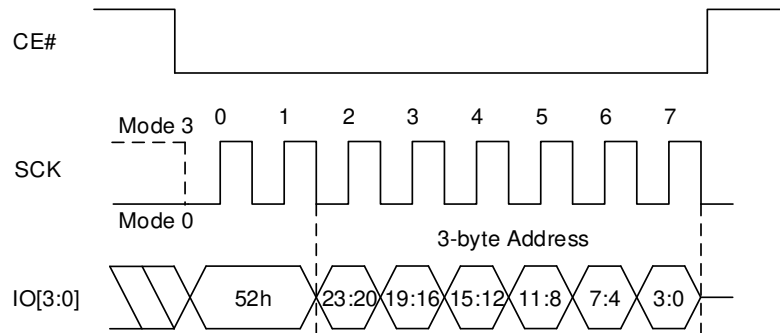 CE#
Mode 3 0 1 2 3 4 5 6 7
SCK
Mode 0
3-byte Address
IO[3:0] 52h 23:20 19:16 15:12 11:8 7:4 3:0